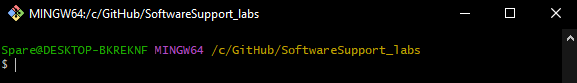 MINGW64:/c/GitHub/SoftwareSupport_labs
Spare@DESKTOP-BKREKNF MINGW64 /c/GitHub/SoftwareSupport_labs
$